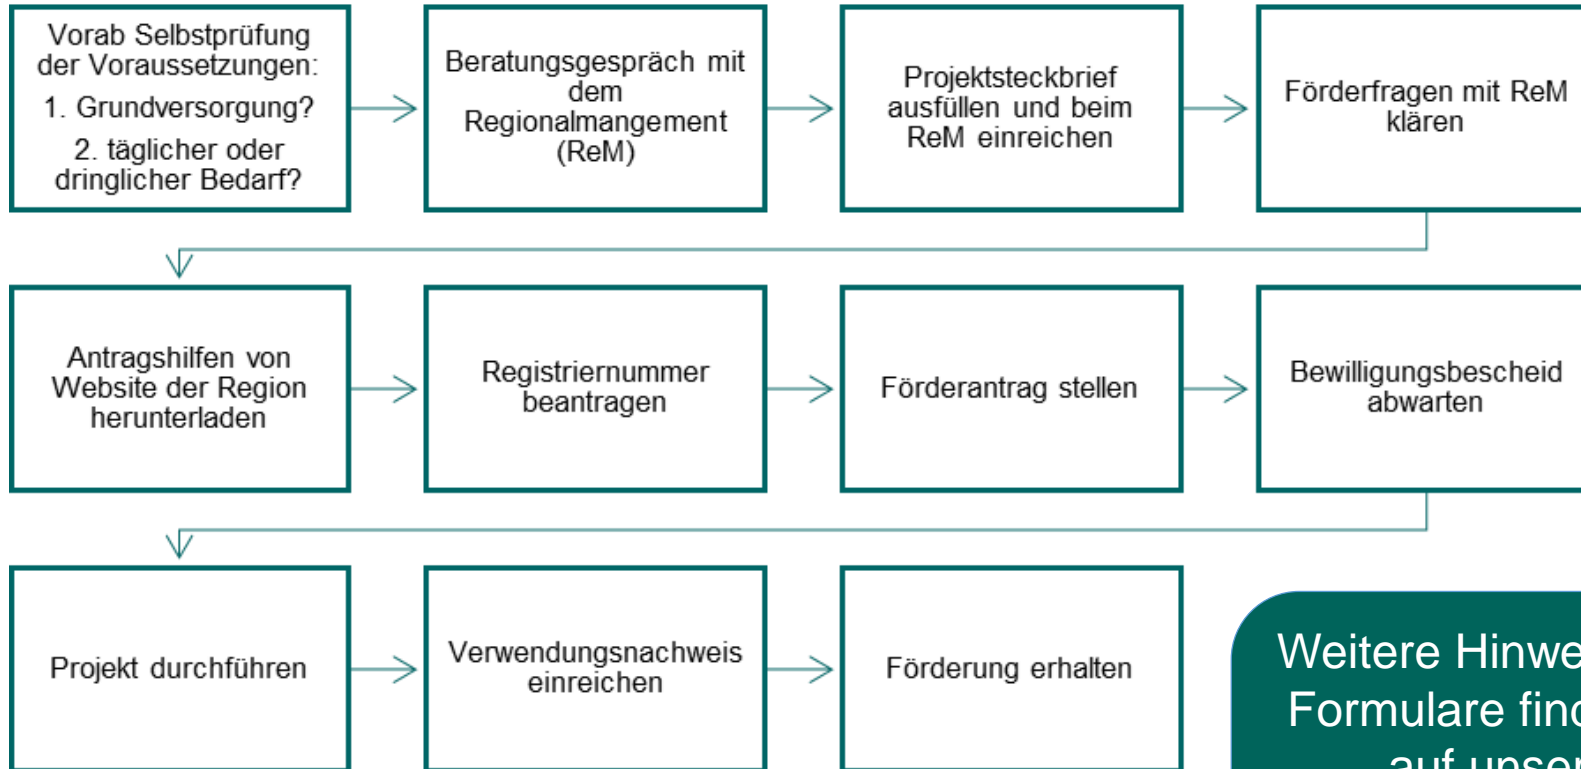 Vorab Selbstprüfung
der Voraussetzungen:
1. Grundversorgung?
2. täglicher oder
dringlicher Bedarf?
Beratungsgespräch mit
dem
Regionalmangement
(ReM)
Projektsteckbrief
ausfüllen und beim
ReM einreichen
Förderfragen mit ReM
klären
Antragshilfen von
Website der Region
herunterladen
Registriernummer
beantragen
Förderantrag stellen
Bewilligungsbescheid
abwarten
Projekt durchführen
Verwendungsnachweis
einreichen
Förderung erhalten
Weitere
Formulare
auf